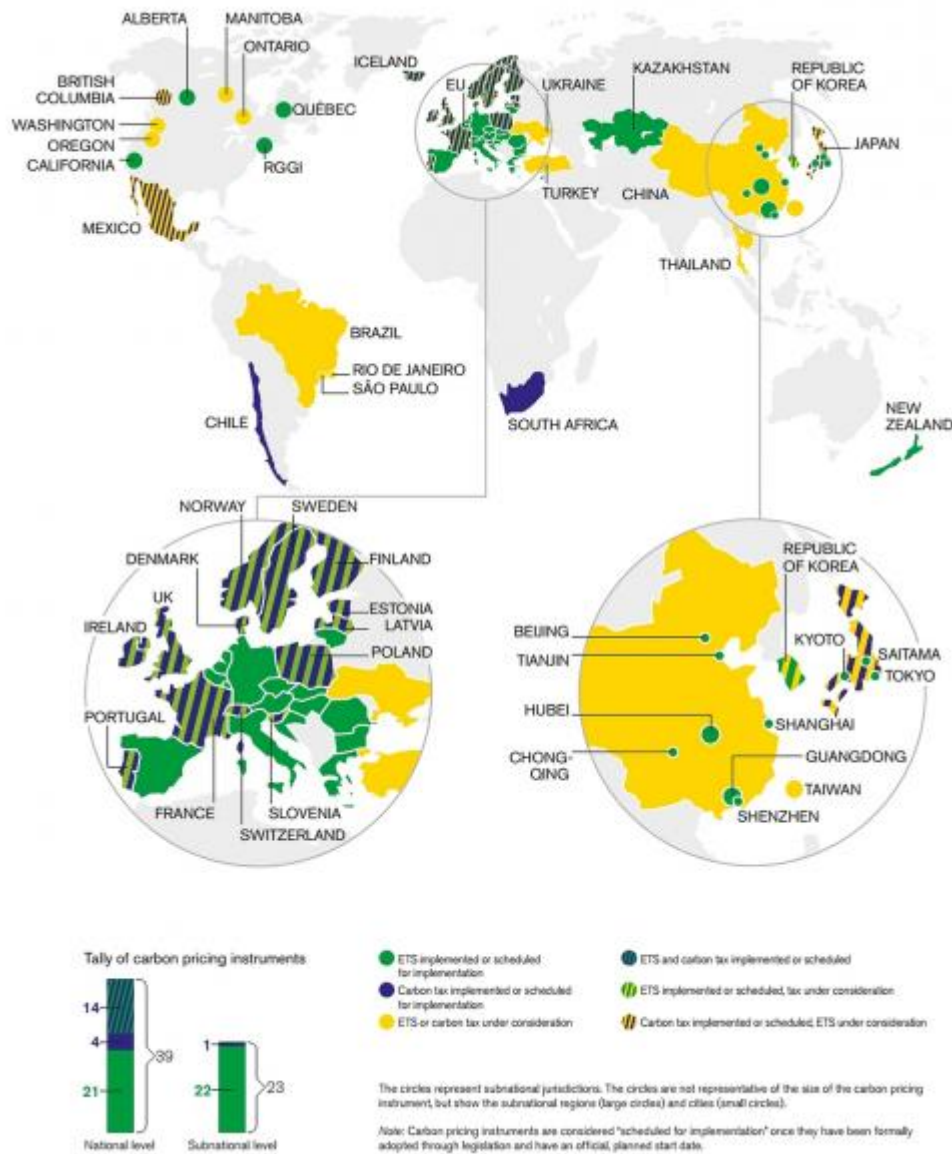 ALBERTA
MANITOBA
ONTARIO
BRITISH
COLUMBIA
QUÉBEC
WASHINGTON
OREGON
CALIFORNIA
RGGI
MEXICO
ICELAND
EU
UKRAINE
KAZAKHSTAN
REPUBLIC
OF KOREA
JAPAN
TURKEY
CHINA
THAILAND
BRAZIL
RIO DE JANEIRO
SÃO PAULO
CHILE
SOUTH AFRICA
NEW
ZEALAND
NORWAY
SWEDEN
DENMARK
FINLAND
UK
IRELAND
ESTONIA
LATVIA
POLAND
PORTUGAL
FRANCE
SLOVENIA
SWITZERLAND
REPUBLIC
OF KOREA
BEIJING
TIANJIN
KYOTO
SAITAMA
TOKYO
HUBEI
SHANGHAI
CHONG-
QING
GUANGDONG
TAIWAN
SHENZHEN
Tally of carbon pricing instruments
14
4
39
21
National level
1
22
23
Subnational level
ETS implemented or scheduled
for implementation
Carbon tax implemented or scheduled
for implementation
ETS or carbon tax under consideration
ETS and carbon tax implemented or scheduled
ETS implemented or scheduled, tax under consideration
Carbon tax implemented or scheduled, ETS under consideration
The circles represent subnational jurisdictions. The circles are not representative of the size of the carbon pricing
instrument, but show the subnational regions (large circles) and cities (small circles).
Note: Carbon pricing instruments are considered "scheduled for implementation" once they have been formally
adopted through legislation and have an official, planned start date.